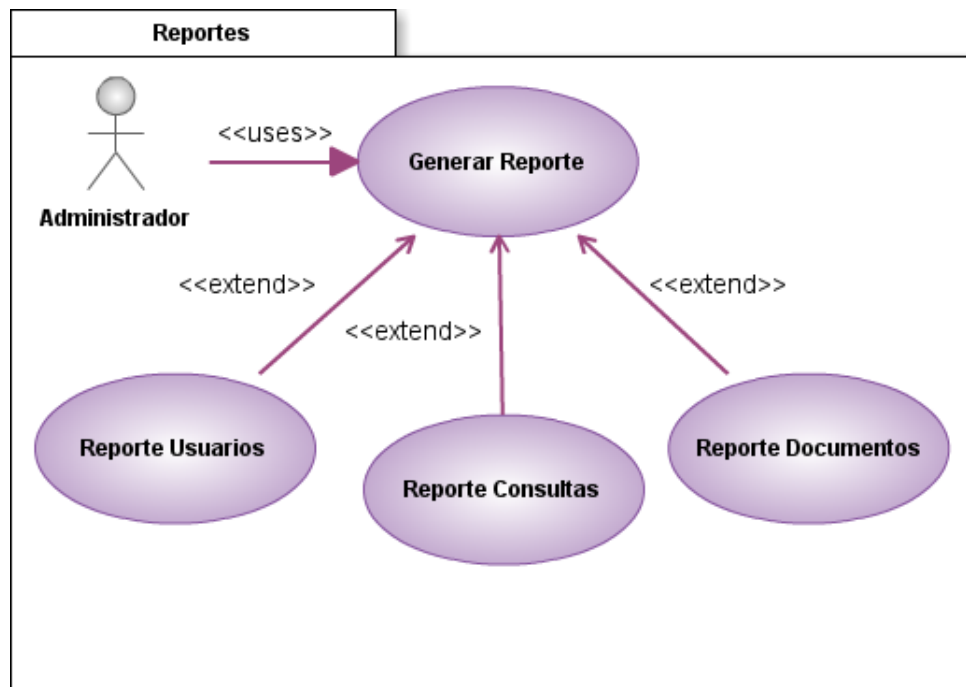 Reportes
<<uses>>
Generar Reporte
Administrador
<<extend>>
<<extend>>
<<extend>>
Reporte Usuarios
Reporte Consultas
Reporte Documentos